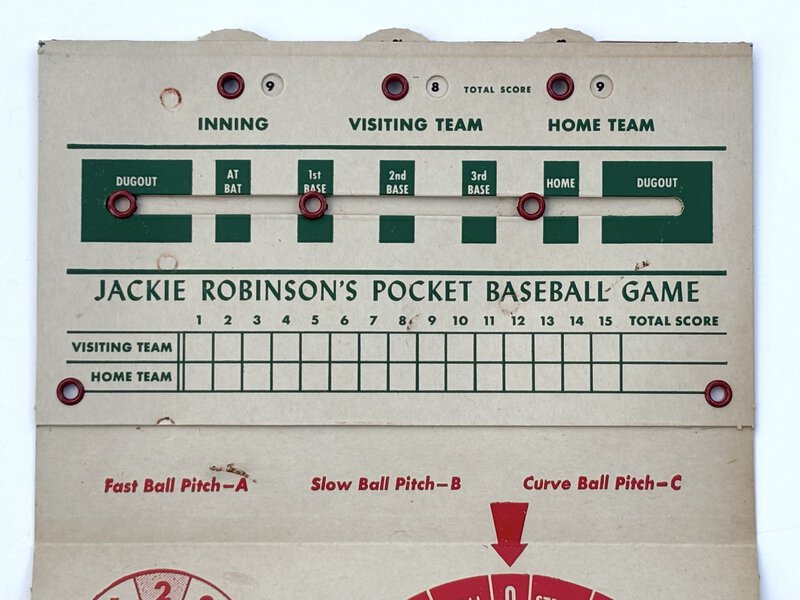 9 8 TOTAL SCORE 9
INNING VISITING TEAM HOME TEAM
DUGOUT AT BAT 1st BASE 2nd BASE 3rd BASE HOME DUGOUT
JACKIE ROBINSON'S POCKET BASEBALL GAME
1 2 3 4 5 6 7 8 9 10 11 12 13 14 15 TOTAL SCORE
VISITING TEAM
HOME TEAM
Fast Ball Pitch–A Slow Ball Pitch–B Curve Ball Pitch–C
2 0